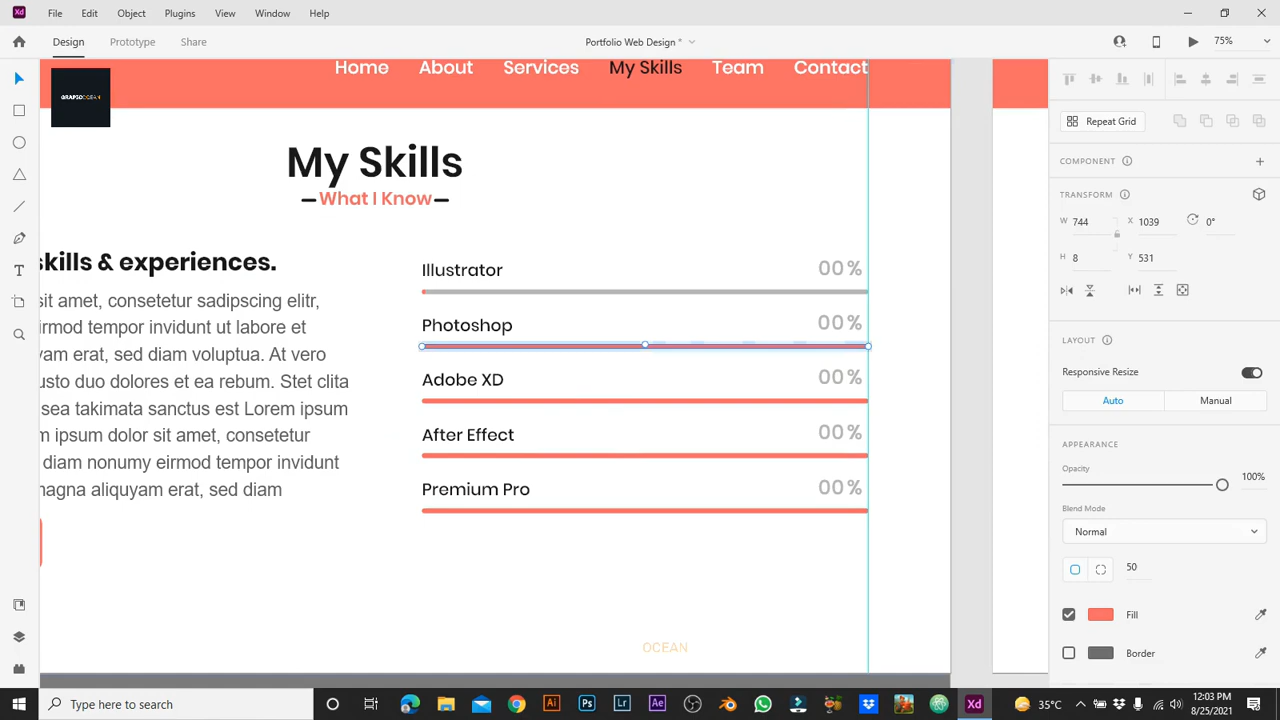 File Edit Object Plugins View Window Help
Design Prototype Share
Portfolio Web Design *
75%
Home About Services My Skills Team Contact
GRAPIDOCEAN
My Skills
What I Know
skills & experiences.
sit amet, consetetur sadipscing elitr,
eirmod tempor invidunt ut labore et
yam erat, sed diam voluptua. At vero
usto duo dolores et ea rebum. Stet clita
sea takimata sanctus est Lorem ipsum
m ipsum dolor sit amet, consetetur
diam nonumy eirmod tempor invidunt
magna aliquyam erat, sed diam
Illustrator 00%
Photoshop 00%
Adobe XD 00%
After Effect 00%
Premium Pro 00%
OCEAN
Repeat Grid
COMPONENT
TRANSFORM
W 744 X 1039 0°
H 8 Y 531
LAYOUT
Responsive Resize
Auto Manual
APPEARANCE
Opacity
100%
Blend Mode
Normal
50
Fill
Border
Type here to search
35°C
12:03 PM
8/25/2021